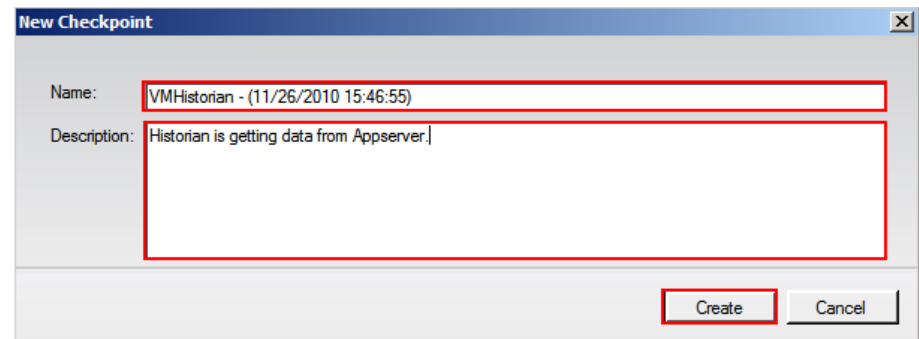 New Checkpoint
Name: VMHistorian - (11/26/2010 15:46:55)
Description: Historian is getting data from Appserver.
Create Cancel